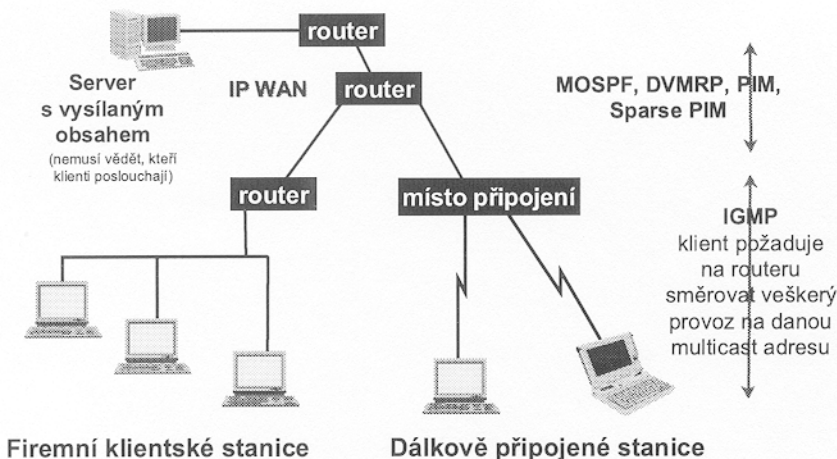 router
Server
s vysílaným
obsahem
(nemusí vědět, kteří
klienti poslouchají)
IP WAN
router
MOSPF, DVMRP, PIM,
Sparse PIM
router
místo připojení
IGMP
klient požaduje
na routeru
směrovat veškerý
provoz na danou
multicast adresu
Firemní klientské stanice
Dálkově připojené stanice